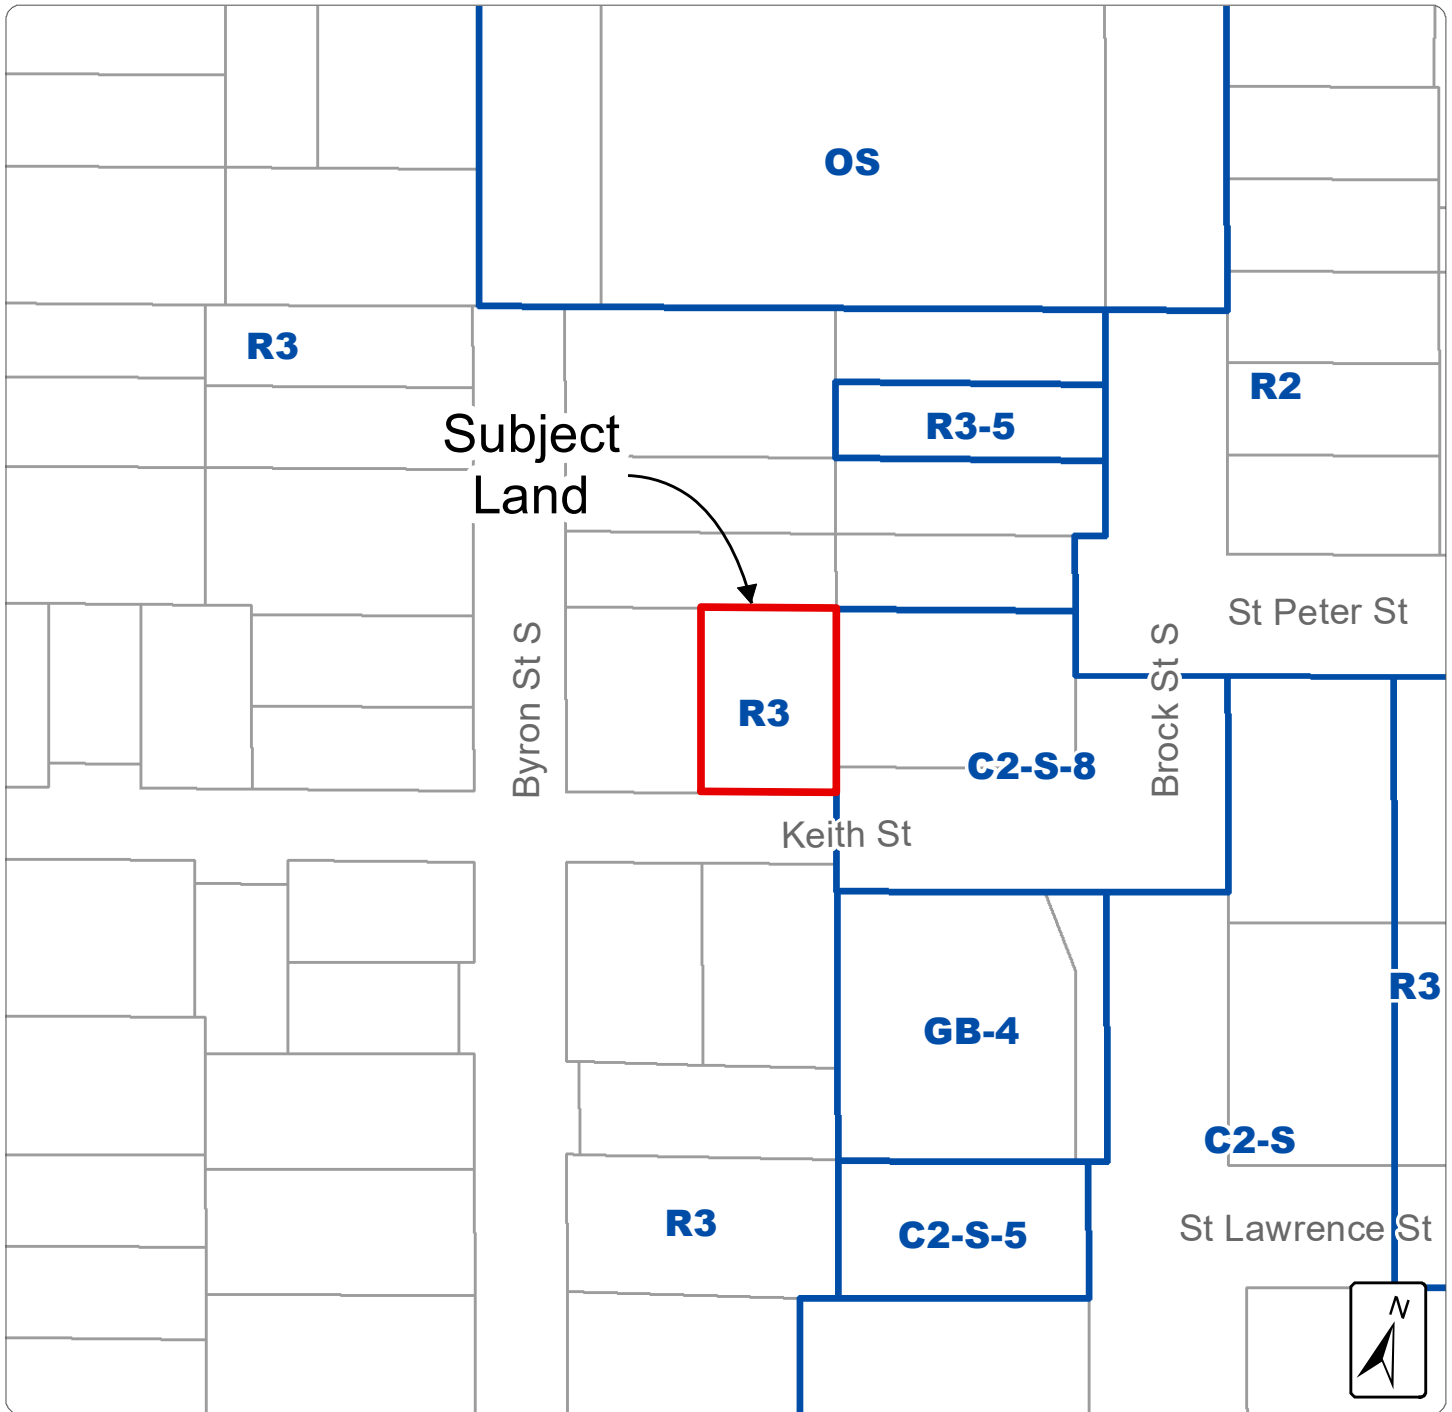 OS
R3
R2
R3-5
Subject
Land
St Peter St
Byron St S
Brock St S
R3
C2-S-8
Keith St
R3
GB-4
C2-S
R3
C2-S-5
St Lawrence St
N